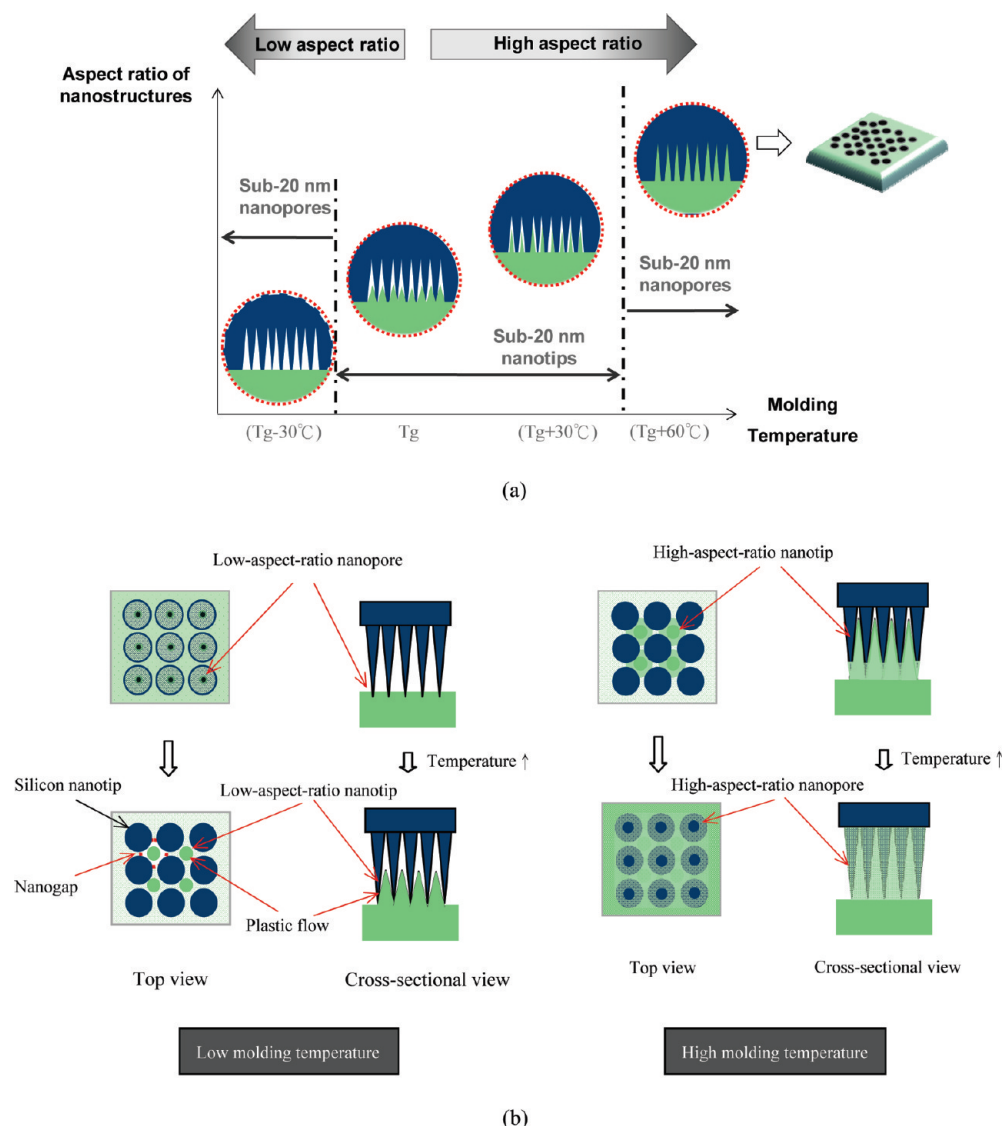 Low aspect ratio
High aspect ratio
Aspect ratio of
nanostructures
Sub-20 nm
nanopores
Sub-20 nm
nanopores
Sub-20 nm
nanotips
(Tg-30℃)
Tg
(Tg+30℃)
(Tg+60℃)
Molding
Temperature
(a)
Low-aspect-ratio nanopore
High-aspect-ratio nanotip
Temperature ↑
Temperature ↑
Silicon nanotip
Low-aspect-ratio nanotip
High-aspect-ratio nanopore
Nanogap
Plastic flow
Top view
Cross-sectional view
Top view
Cross-sectional view
Low molding temperature
High molding temperature
(b)